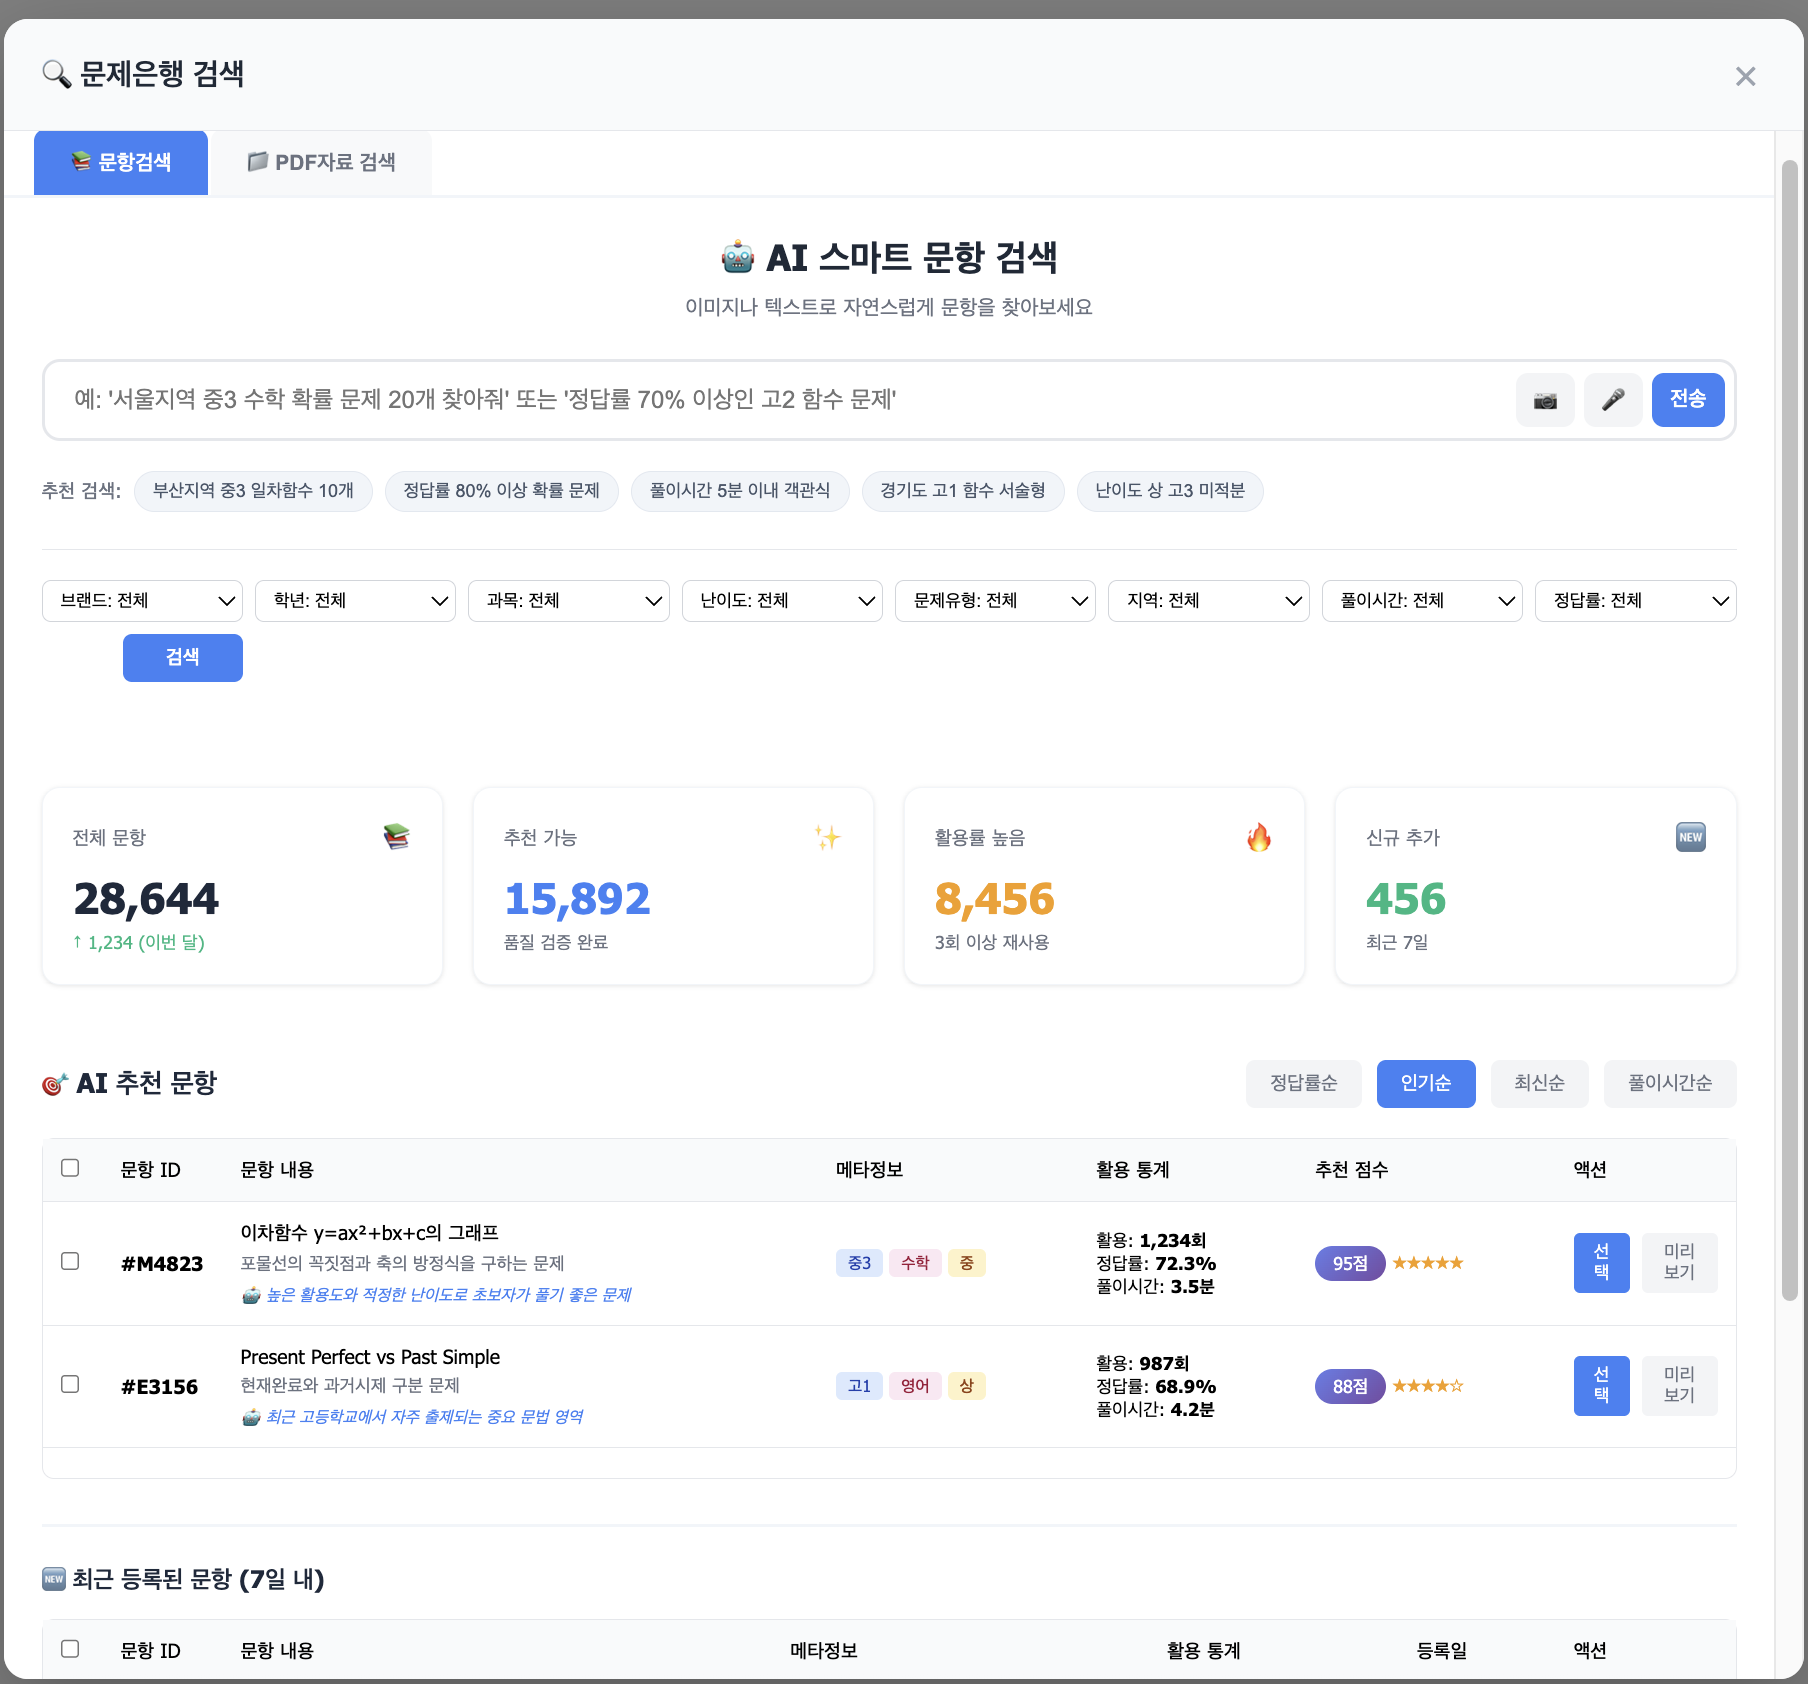 문제은행 검색
문항검색
PDF자료 검색
AI 스마트 문항 검색
이미지나 텍스트로 자연스럽게 문항을 찾아보세요
예: '서울지역 중3 수학 확률 문제 20개 찾아줘' 또는 '정답률 70% 이상인 고2 함수 문제'
전송
추천 검색: 부산지역 중3 일차함수 10개 정답률 80% 이상 확률 문제 풀이시간 5분 이내 객관식 경기도 고1 함수 서술형 난이도 상 고3 미적분
브랜드: 전체 학년: 전체 과목: 전체 난이도: 전체 문제유형: 전체 지역: 전체 풀이시간: 전체 정답률: 전체
검색
전체 문항
28,644
↑ 1,234 (이번 달)
추천 가능
15,892
품질 검증 완료
활용률 높음
8,456
3회 이상 재사용
신규 추가
NEW
456
최근 7일
AI 추천 문항
정답률순 인기순 최신순 풀이시간순
문항 ID 문항 내용 메타정보 활용 통계 추천 점수 액션
#M4823
이차함수 y=ax²+bx+c의 그래프
포물선의 꼭짓점과 축의 방정식을 구하는 문제
높은 활용도와 적정한 난이도로 초보자가 풀기 좋은 문제
중3 수학 중
활용: 1,234회
정답률: 72.3%
풀이시간: 3.5분
95점 ★★★★★
선
택
미리
보기
#E3156
Present Perfect vs Past Simple
현재완료와 과거시제 구분 문제
최근 고등학교에서 자주 출제되는 중요 문법 영역
고1 영어 상
활용: 987회
정답률: 68.9%
풀이시간: 4.2분
88점 ★★★★☆
선
택
미리
보기
NEW 최근 등록된 문항 (7일 내)
문항 ID 문항 내용 메타정보 활용 통계 등록일 액션